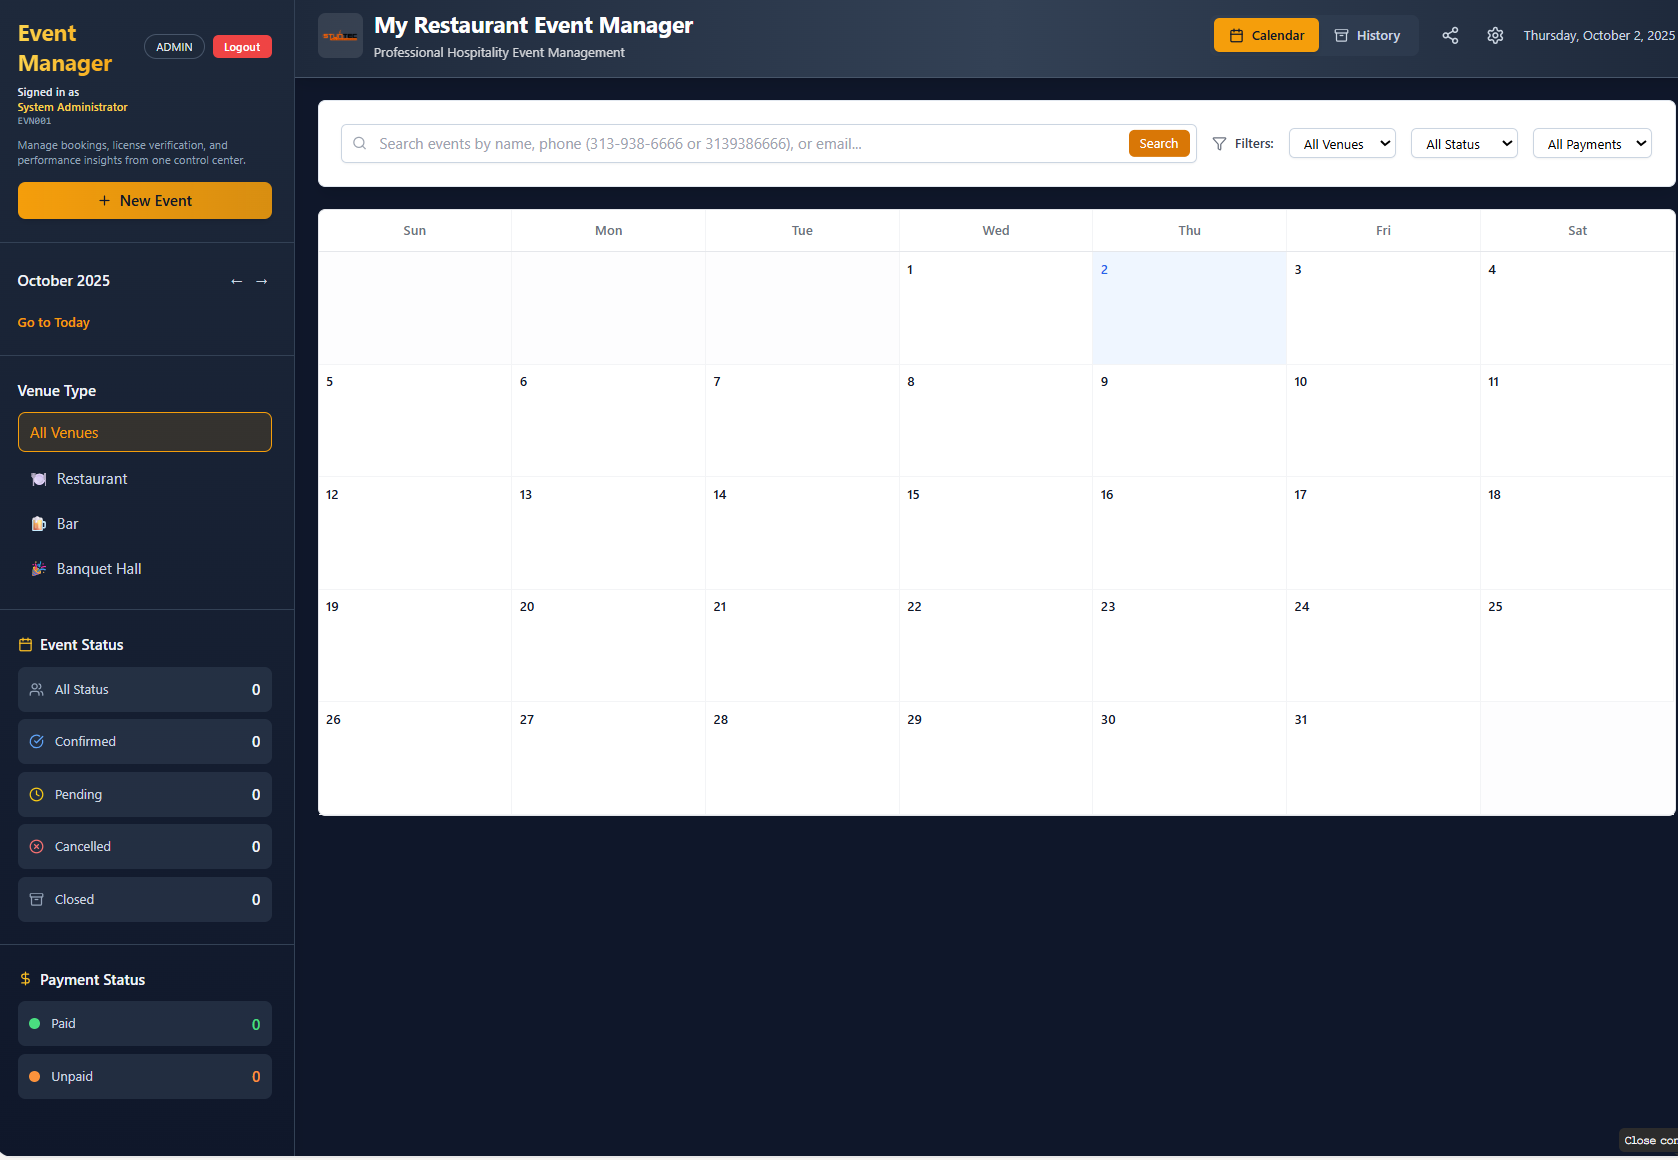 Event
Manager
ADMIN
Logout
Signed in as
System Administrator
EVN001
Manage bookings, license verification, and
performance insights from one control center.
+ New Event
October 2025
← →
Go to Today
Venue Type
All Venues
Restaurant
Bar
Banquet Hall
Event Status
All Status 0
Confirmed 0
Pending 0
Cancelled 0
Closed 0
$ Payment Status
Paid 0
Unpaid 0
My Restaurant Event Manager
Professional Hospitality Event Management
Calendar
History
Thursday, October 2, 2025
Search events by name, phone (313-938-6666 or 3139386666), or email...
Search
Filters:
All Venues
All Status
All Payments
Sun Mon Tue Wed Thu Fri Sat
1 2 3 4
5 6 7 8 9 10 11
12 13 14 15 16 17 18
19 20 21 22 23 24 25
26 27 28 29 30 31
Close